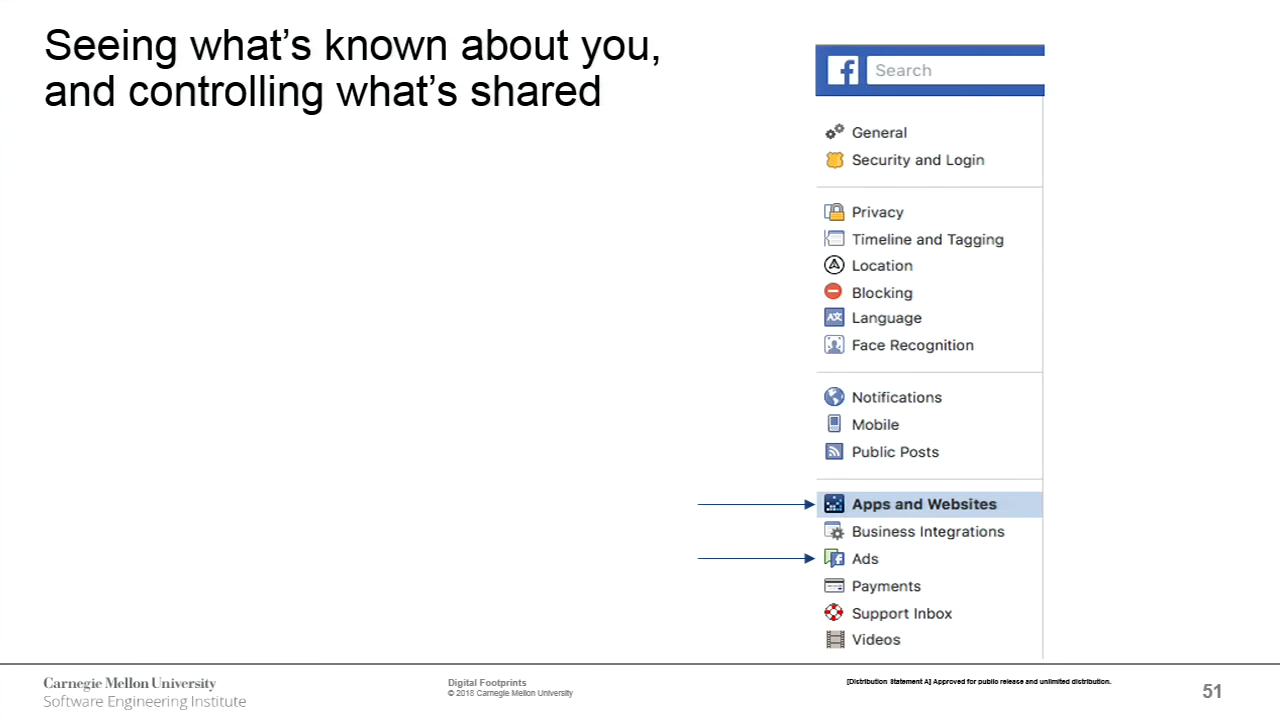 Seeing what's known about you,
and controlling what's shared
Search
General
Security and Login
Privacy
Timeline and Tagging
Location
Blocking
Language
Face Recognition
Notifications
Mobile
Public Posts
Apps and Websites
Business Integrations
Ads
Payments
Support Inbox
Videos
Carnegie Mellon University
Software Engineering Institute
Digital Footprints
© 2018 Carnegie Mellon University
[Distribution Statement A] Approved for public release and unlimited distribution.
51